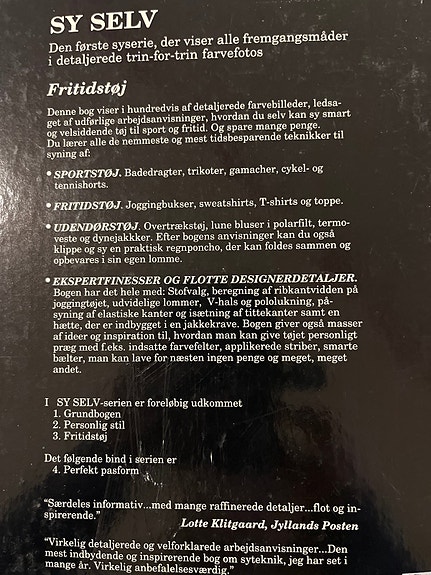 SY SELV
Den første syserie, der viser alle fremgangsmåder
i detaljerede trin-for-trin farvefotos
Fritidstøj
Denne bog viser i hundredvis af detaljerede farvebilleder, ledsa-
get af udførlige arbejdsanvisninger, hvordan du selv kan sy smart
og velsiddende tøj til sport og fritid. Og spare mange penge.
Du lærer alle de nemmeste og mest tidsbesparende teknikker til
syning af:
• SPORTSTØJ. Badedragter, trikoter, gamacher, cykel- og
tennishorts.
• FRITIDSTØJ. Joggingbukser, sweatshirts, T-shirts og toppe.
• UDENDØRSTØJ. Overtrækstøj, lune bluser i polarfilt, termo-
veste og dynejakkker. Efter bogens anvisninger kan du også
klippe og sy en praktisk regnponcho, der kan foldes sammen og
opbevares i sin egen lomme.
• EKSPERTFINESSER OG FLOTTE DESIGNERDETALJER.
Bogen har det hele med: Stofvalg, beregning af ribkantvidden på
joggingtøjet, udvidelige lommer, V-hals og pololukning, på-
syning af elastiske kanter og isætning af tittekanter samt en
hætte, der er indbygget i en jakkekrave. Bogen giver også masser
af ideer og inspiration til, hvordan man kan give tøjet personligt
præg med f.eks. indsatte farvefelter, applikerede striber, smarte
bælter, man kan lave for næsten ingen penge og meget, meget
andet.
I SY SELV-serien er foreløbig udkommet
1. Grundbogen
2. Personlig stil
3. Fritidstøj
Det følgende bind i serien er
4. Perfekt pasform
“Særdeles informativ...med mange raffinerede detaljer...flot og in-
spirerende.”
Lotte Klitgaard, Jyllands Posten
“Virkelig detaljerede og velforklarede arbejdsanvisninger...Den
mest indbydende og inspirerende bog om syteknik, jeg har set i
mange år. Virkelig anbefalelsesværdig.”